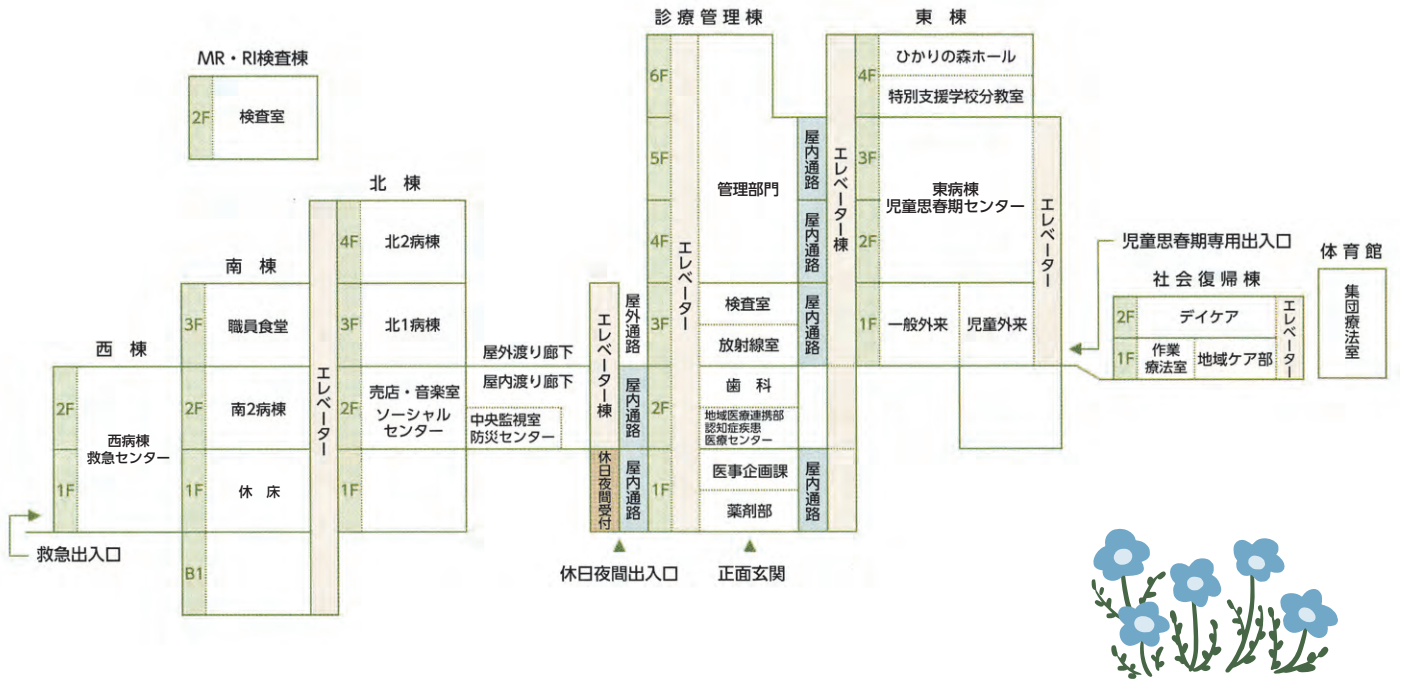 MR・RI検査棟
2F
検査室
西　棟
2F
1F
西病棟
救急センター
救急出入口
南　棟
3F
職員食堂
2F
南2病棟
1F
休　床
B1
エレベーター
北　棟
4F
北2病棟
3F
北1病棟
2F
売店・音楽室
ソーシャル
センター
1F
屋外渡り廊下
屋内渡り廊下
中央監視室
防災センター
エレベーター棟
休日夜間受付
屋外通路
屋内通路
屋内通路
休日夜間出入口
診療管理棟
6F
5F
4F
3F
2F
1F
エレベーター
管理部門
検査室
放射線室
歯　科
地域医療連携部
認知症疾患
医療センター
医事企画課
薬剤部
正面玄関
屋内通路
屋内通路
屋内通路
屋内通路
エレベーター棟
東　棟
4F
ひかりの森ホール
特別支援学校分教室
3F
2F
東病棟
児童思春期センター
1F
一般外来
児童外来
エレベーター
児童思春期専用出入口
社会復帰棟
2F
デイケア
1F
作業
療法室
地域ケア部
エレベーター
体育館
集団療法室